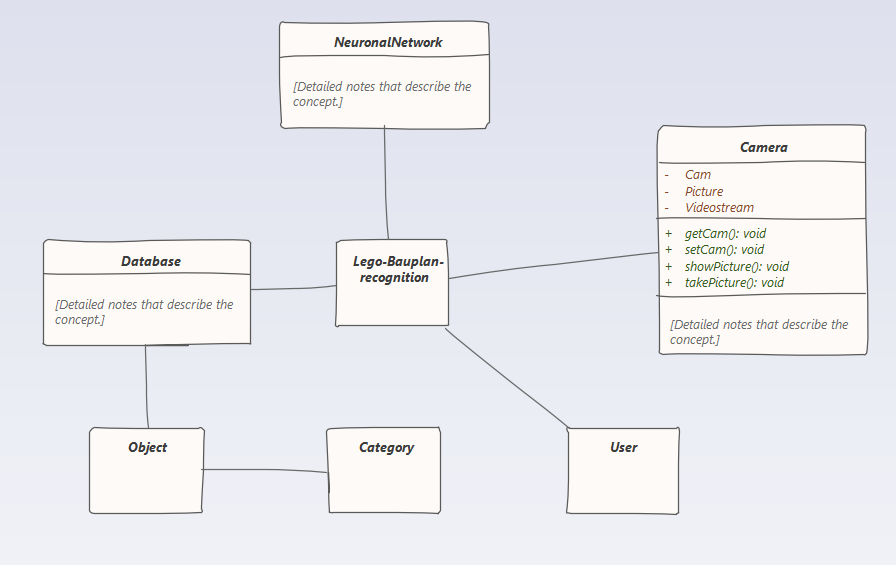 NeuronalNetwork
[Detailed notes that describe the
concept.]
Camera
- Cam
- Picture
- Videostream
+ getCam(): void
+ setCam(): void
+ showPicture(): void
+ takePicture(): void
[Detailed notes that describe the
concept.]
Database
[Detailed notes that describe the
concept.]
Lego-Bauplan-
recognition
Object
Category
User